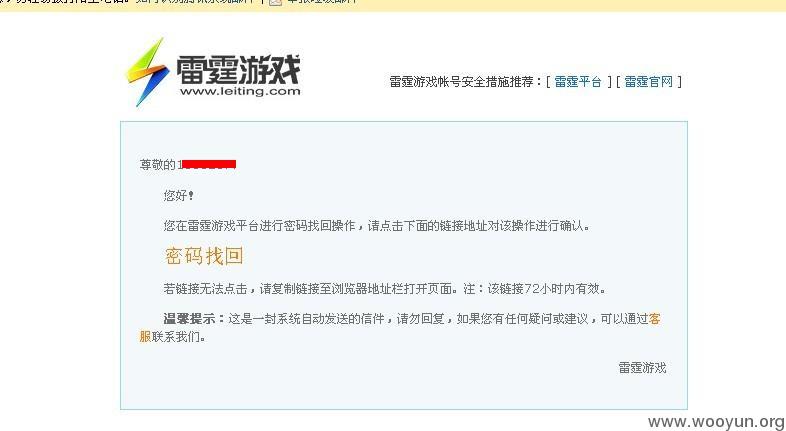 雷霆游戏
www.leiting.com
雷霆游戏帐号安全措施推荐：[ 雷霆平台 ] [ 雷霆官网 ]
尊敬的1
您好！
您在雷霆游戏平台进行密码找回操作，请点击下面的链接地址对该操作进行确认。
密码找回
若链接无法点击，请复制链接至浏览器地址栏打开页面。注：该链接72小时内有效。
温馨提示：这是一封系统自动发送的信件，请勿回复，如果您有任何疑问或建议，可以通过客
服联系我们。
雷霆游戏
www.wooyun.org